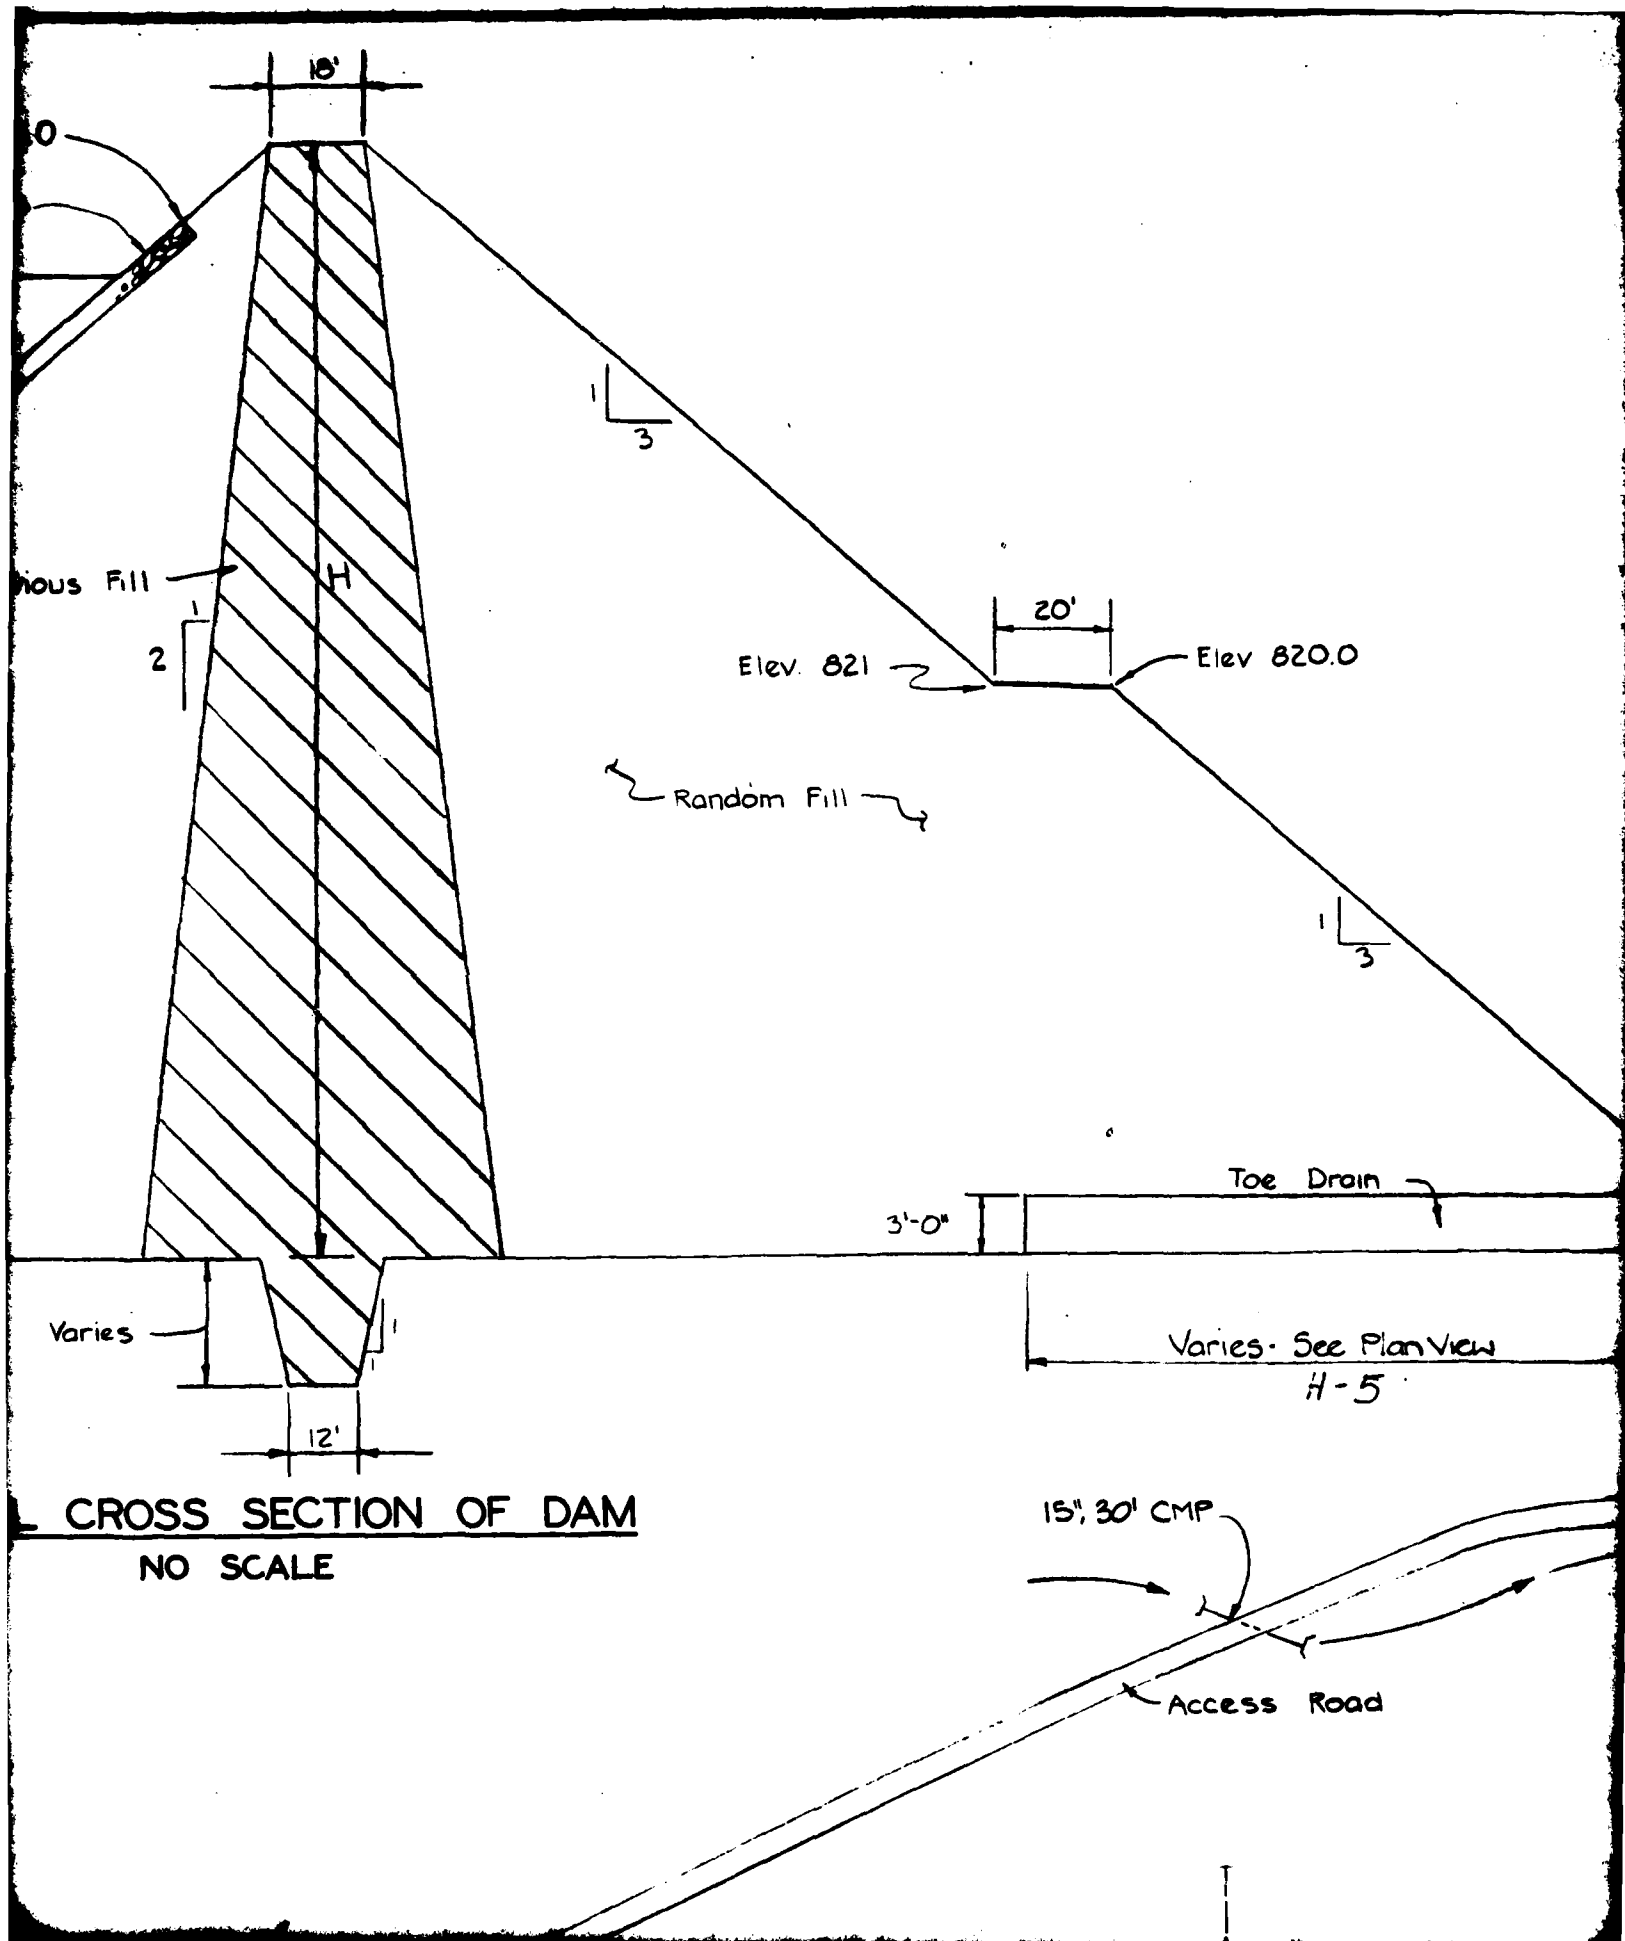 18'
0
1
3
Fill
H
1
2
20'
Elev. 821
Elev 820.0
Random Fill
1
3
Toe Drain
3'-0"
Varies
1
1
Varies- See Plan View
H-5
12'
CROSS SECTION OF DAM
NO SCALE
15", 30' CMP
Access Road